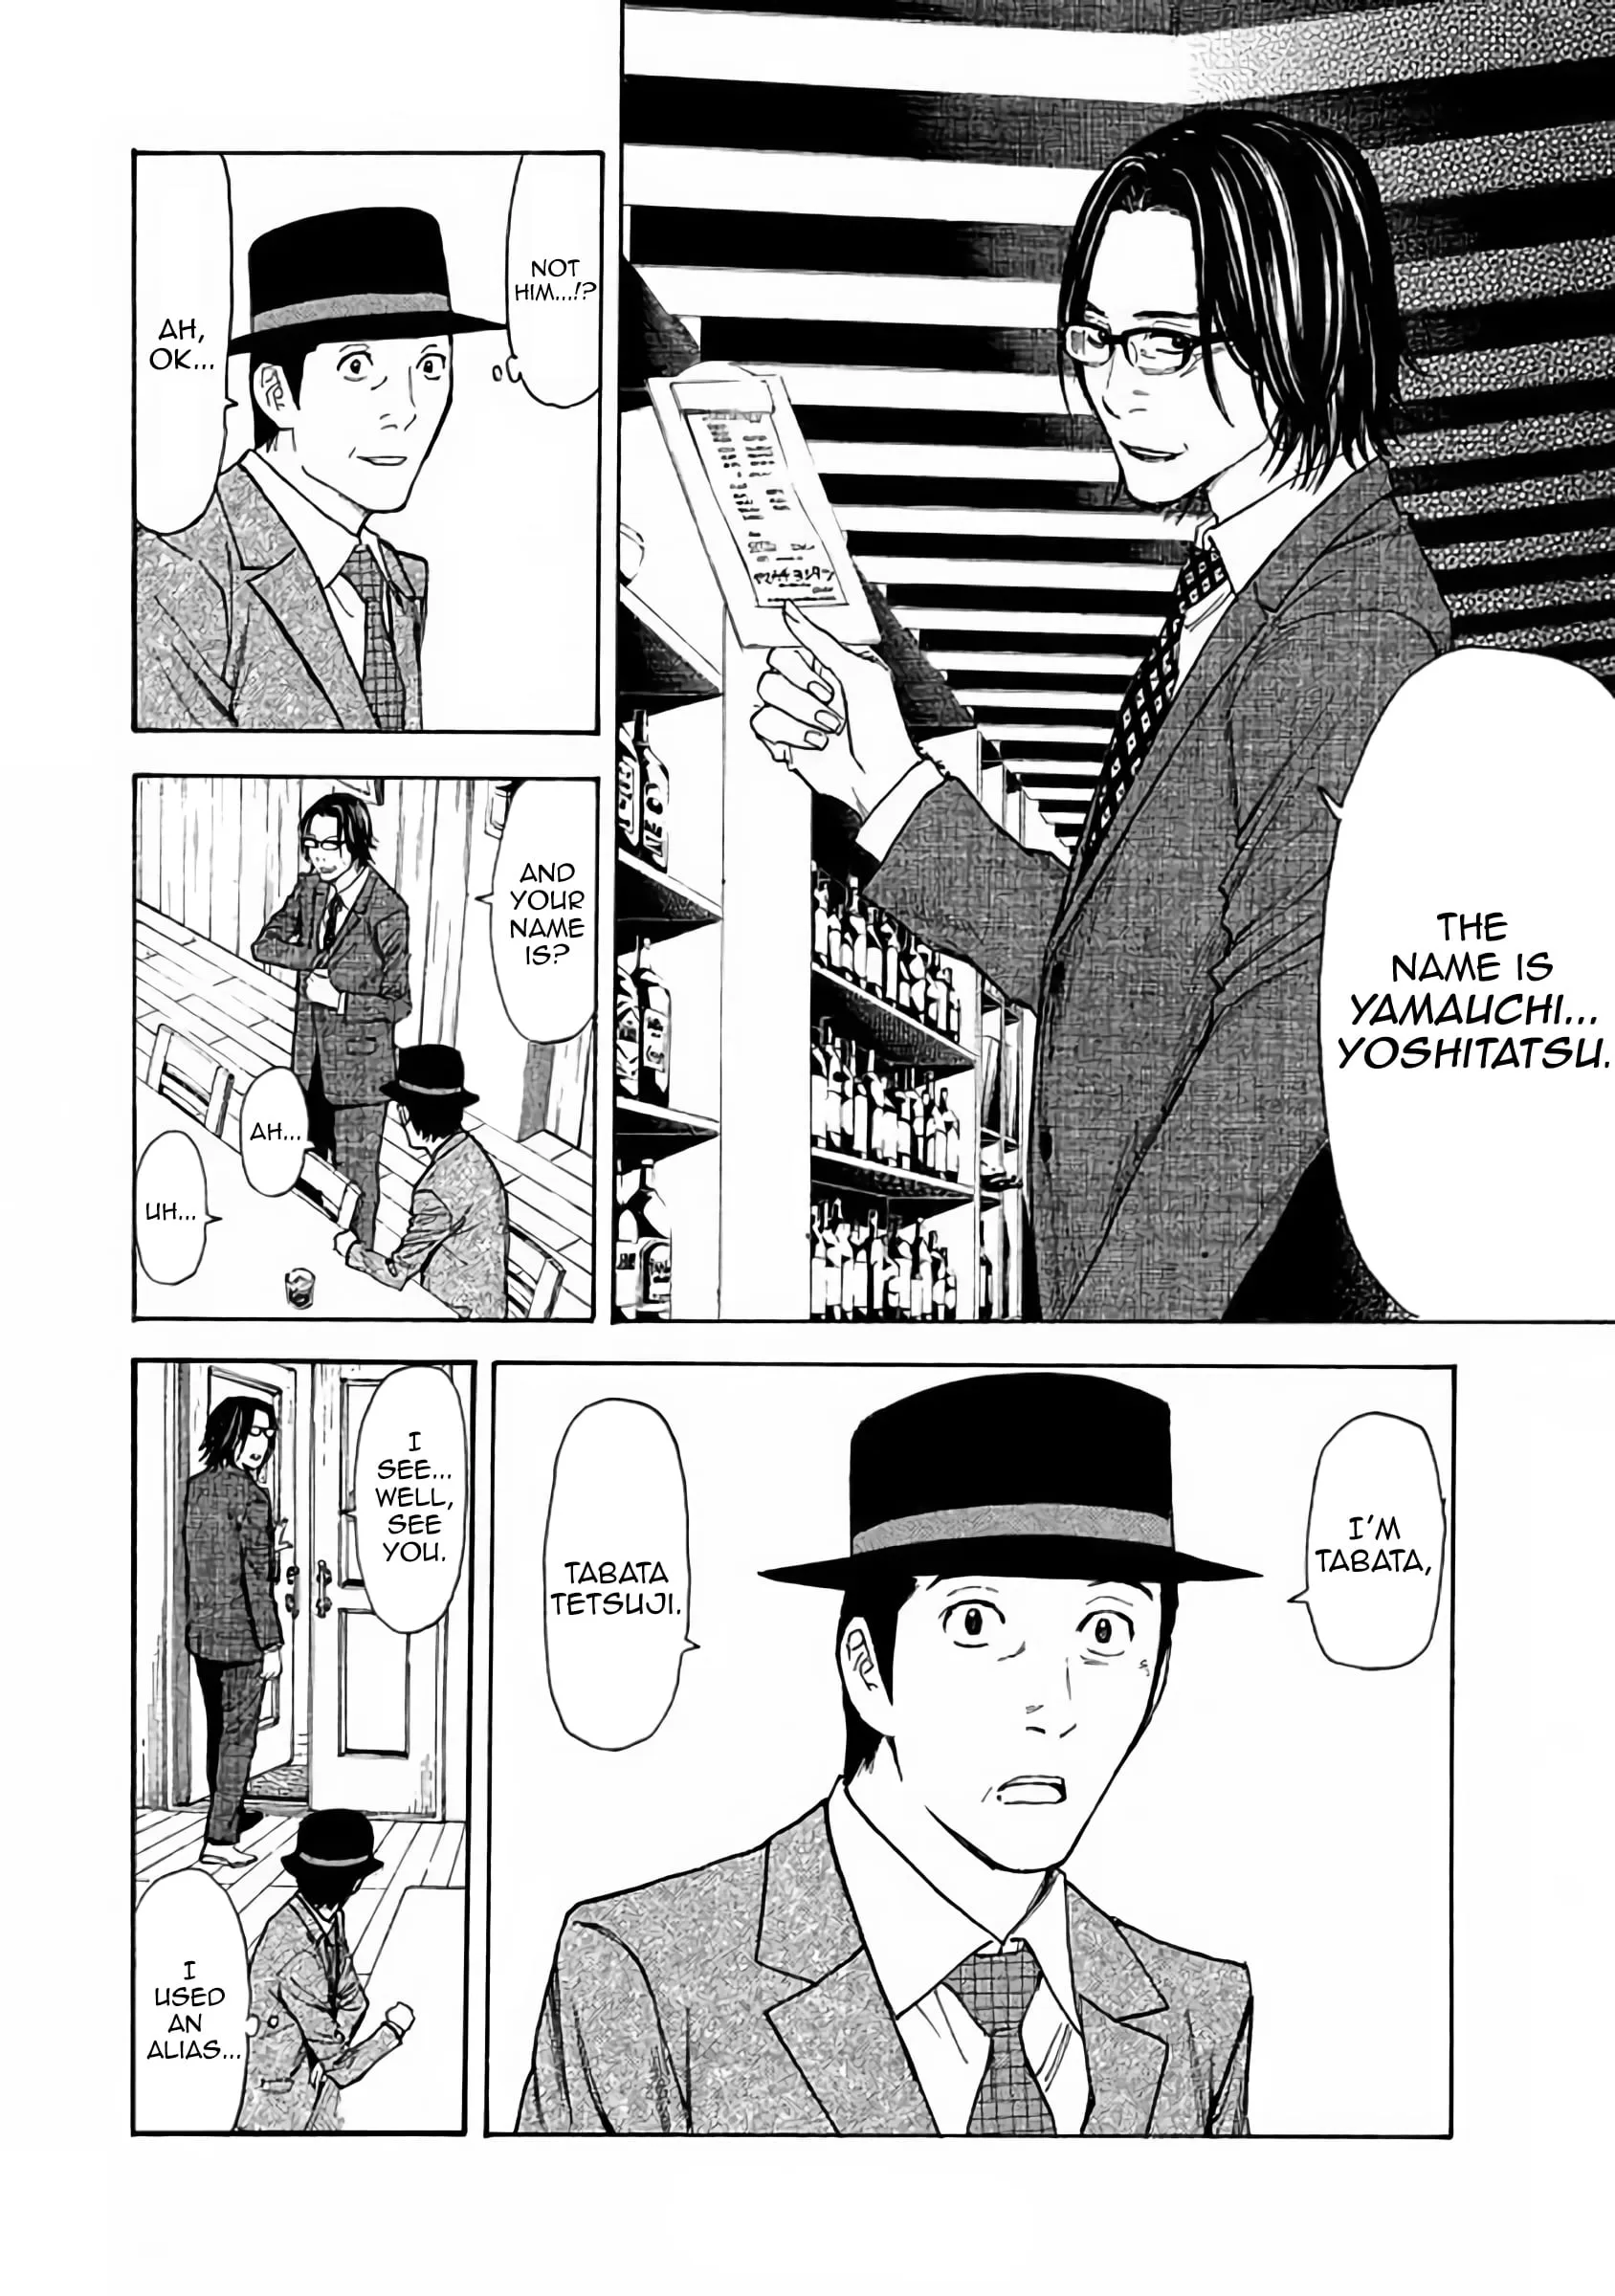 THE
NAME IS
YAMAUCHI...
YOSHITATSU.
NOT
HIM...!?
AH,
OK...
AND
YOUR
NAME
IS?
AH...
UH...
I'M
TABATA,
TABATA
TETSUJI.
I
SEE...
WELL,
SEE
YOU.
I
USED
AN
ALIAS...